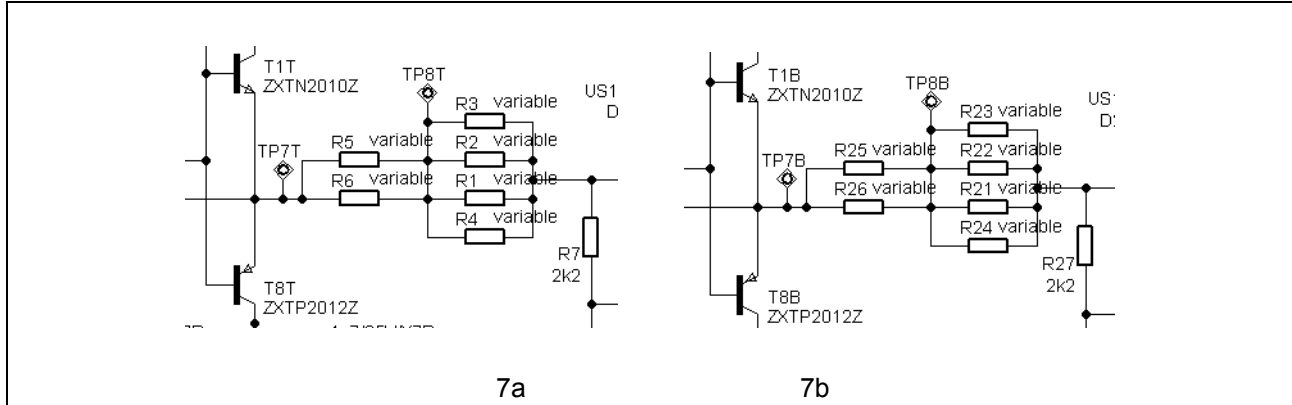 T1T
ZXTN2010Z
TP8T
US1
D
R3 variable
R5 variable
R2 variable
TP7T
R6 variable
R1 variable
R4 variable
R7
2k2
T8T
ZXTP2012Z
7a
T1B
ZXTN2010Z
TP8B
US
R23 variable
R25 variable
R22 variable
TP7B
R26 variable
R21 variable
R24 variable
R27
2k2
T8B
ZXTP2012Z
7b